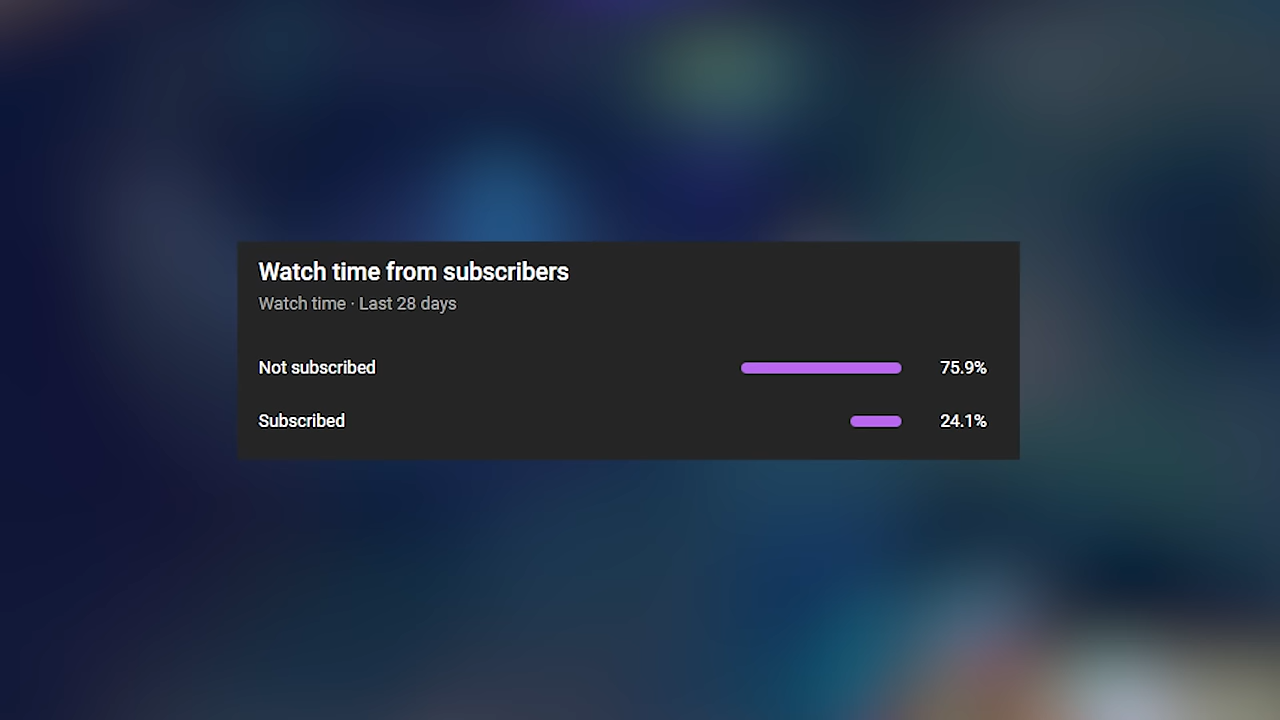 Watch time from subscribers
Watch time · Last 28 days
Not subscribed 75.9%
Subscribed 24.1%